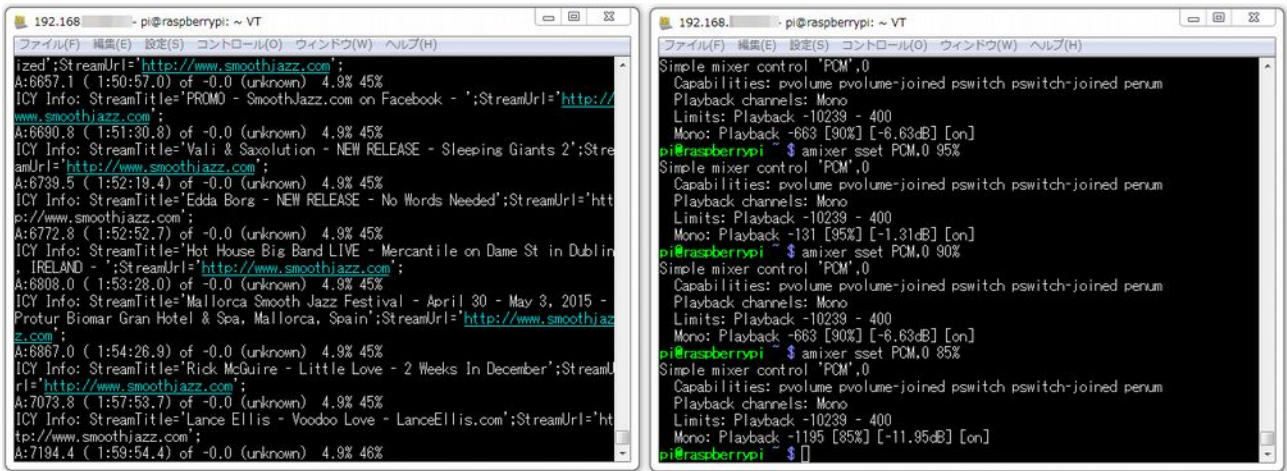 192.168 - pi@raspberrypi: ~ VT
ファイル(F) 編集(E) 設定(S) コントロール(O) ウィンドウ(W) ヘルプ(H)
ized';StreamUrl='http://www.smoothjazz.com';
A:6657.1 ( 1:50:57.0) of -0.0 (unknown)  4.9% 45%
ICY Info: StreamTitle='PROMO - SmoothJazz.com on Facebook - ';StreamUrl='http://
www.smoothjazz.com';
A:6690.8 ( 1:51:30.8) of -0.0 (unknown)  4.9% 45%
ICY Info: StreamTitle='Vali & Saxolution - NEW RELEASE - Sleeping Giants 2';Stre
amUrl='http://www.smoothjazz.com';
A:6739.5 ( 1:52:19.4) of -0.0 (unknown)  4.9% 45%
ICY Info: StreamTitle='Edda Borg - NEW RELEASE - No Words Needed';StreamUrl='htt
p://www.smoothjazz.com';
A:6772.8 ( 1:52:52.7) of -0.0 (unknown)  4.9% 45%
ICY Info: StreamTitle='Hot House Big Band LIVE - Mercantile on Dame St in Dublin
, IRELAND - ';StreamUrl='http://www.smoothjazz.com';
A:6808.0 ( 1:53:28.0) of -0.0 (unknown)  4.9% 45%
ICY Info: StreamTitle='Mallorca Smooth Jazz Festival - April 30 - May 3, 2015 -
Protur Biomar Gran Hotel & Spa, Mallorca, Spain';StreamUrl='http://www.smoothjaz
z.com';
A:6867.0 ( 1:54:26.9) of -0.0 (unknown)  4.9% 45%
ICY Info: StreamTitle='Rick McGuire - Little Love - 2 Weeks In December';StreamU
rl='http://www.smoothjazz.com';
A:7073.8 ( 1:57:53.7) of -0.0 (unknown)  4.9% 45%
ICY Info: StreamTitle='Lance Ellis - Voodoo Love - LanceEllis.com';StreamUrl='ht
tp://www.smoothjazz.com';
A:7194.4 ( 1:59:54.4) of -0.0 (unknown)  4.9% 46%
192.168. - pi@raspberrypi: ~ VT
ファイル(F) 編集(E) 設定(S) コントロール(O) ウィンドウ(W) ヘルプ(H)
Simple mixer control 'PCM',0
  Capabilities: pvolume pvolume-joined pswitch pswitch-joined penum
  Playback channels: Mono
  Limits: Playback -10239 - 400
  Mono: Playback -663 [90%] [-6.63dB] [on]
pi@raspberrypi ~ $ amixer sset PCM,0 95%
Simple mixer control 'PCM',0
  Capabilities: pvolume pvolume-joined pswitch pswitch-joined penum
  Playback channels: Mono
  Limits: Playback -10239 - 400
  Mono: Playback -131 [95%] [-1.31dB] [on]
pi@raspberrypi ~ $ amixer sset PCM,0 90%
Simple mixer control 'PCM',0
  Capabilities: pvolume pvolume-joined pswitch pswitch-joined penum
  Playback channels: Mono
  Limits: Playback -10239 - 400
  Mono: Playback -663 [90%] [-6.63dB] [on]
pi@raspberrypi ~ $ amixer sset PCM,0 85%
Simple mixer control 'PCM',0
  Capabilities: pvolume pvolume-joined pswitch pswitch-joined penum
  Playback channels: Mono
  Limits: Playback -10239 - 400
  Mono: Playback -1195 [85%] [-11.95dB] [on]
pi@raspberrypi ~ $